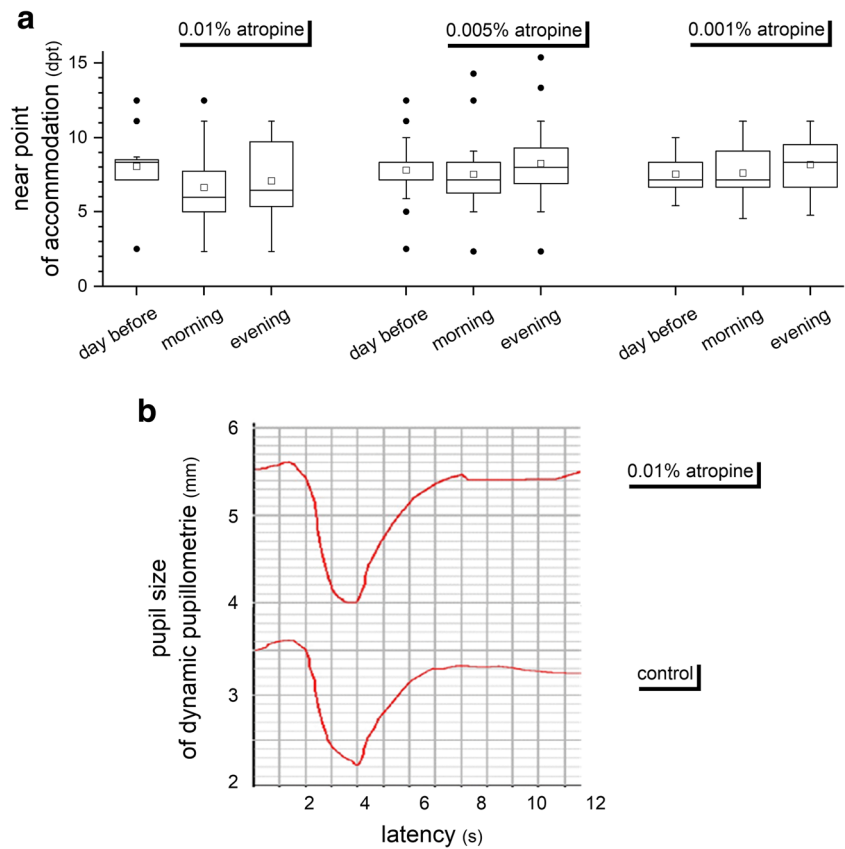 a
0.01% atropine
0.005% atropine
0.001% atropine
near point
of accommodation (dpt)
15
10
5
0
day before
morning
evening
day before
morning
evening
day before
morning
evening
b
pupil size
of dynamic pupillometrie (mm)
6
5
4
3
2
0.01% atropine
control
2 4 6 8 10 12
latency (s)